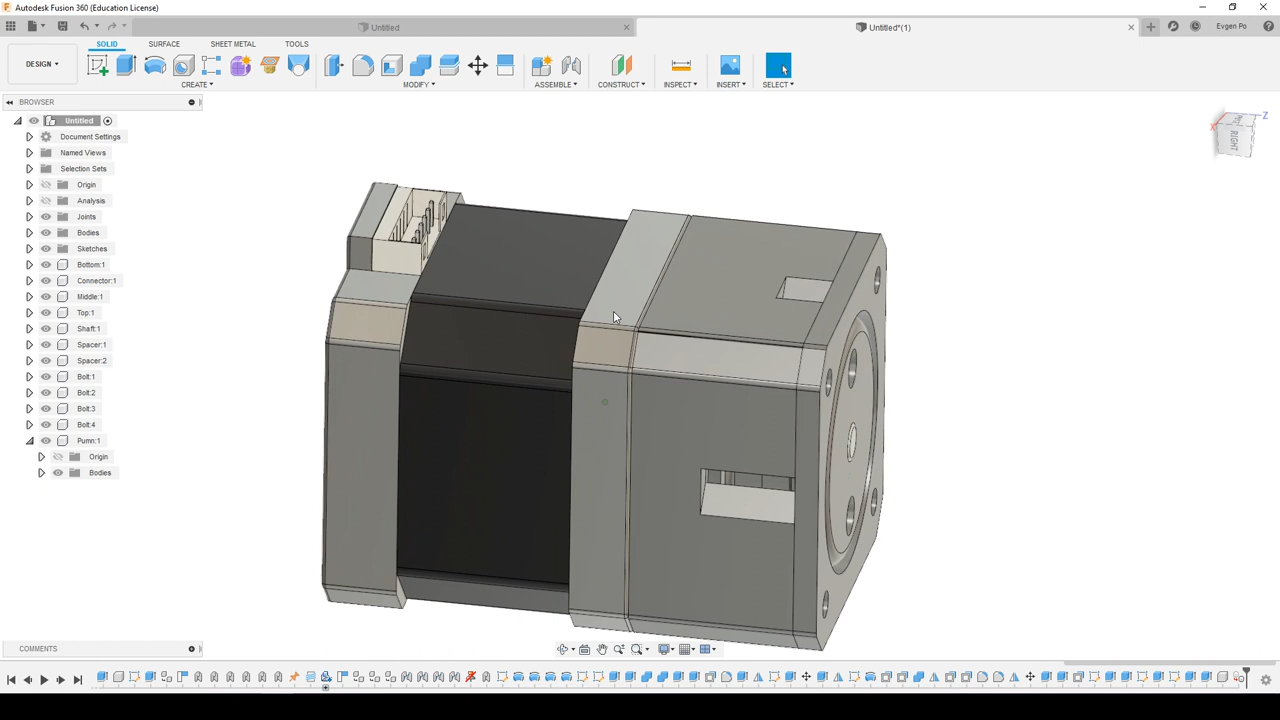 Autodesk Fusion 360 (Education License)
Untitled
Untitled*(1)
Evgen Po
DESIGN
SOLID
SURFACE
SHEET METAL
TOOLS
CREATE
MODIFY
ASSEMBLE
CONSTRUCT
INSPECT
INSERT
SELECT
BROWSER
Untitled
Document Settings
Named Views
Selection Sets
Origin
Analysis
Joints
Bodies
Sketches
Bottom:1
Connector:1
Middle:1
Top:1
Shaft:1
Spacer:1
Spacer:2
Bolt:1
Bolt:2
Bolt:3
Bolt:4
Pumn:1
Origin
Bodies
X
Z
RIGHT
COMMENTS